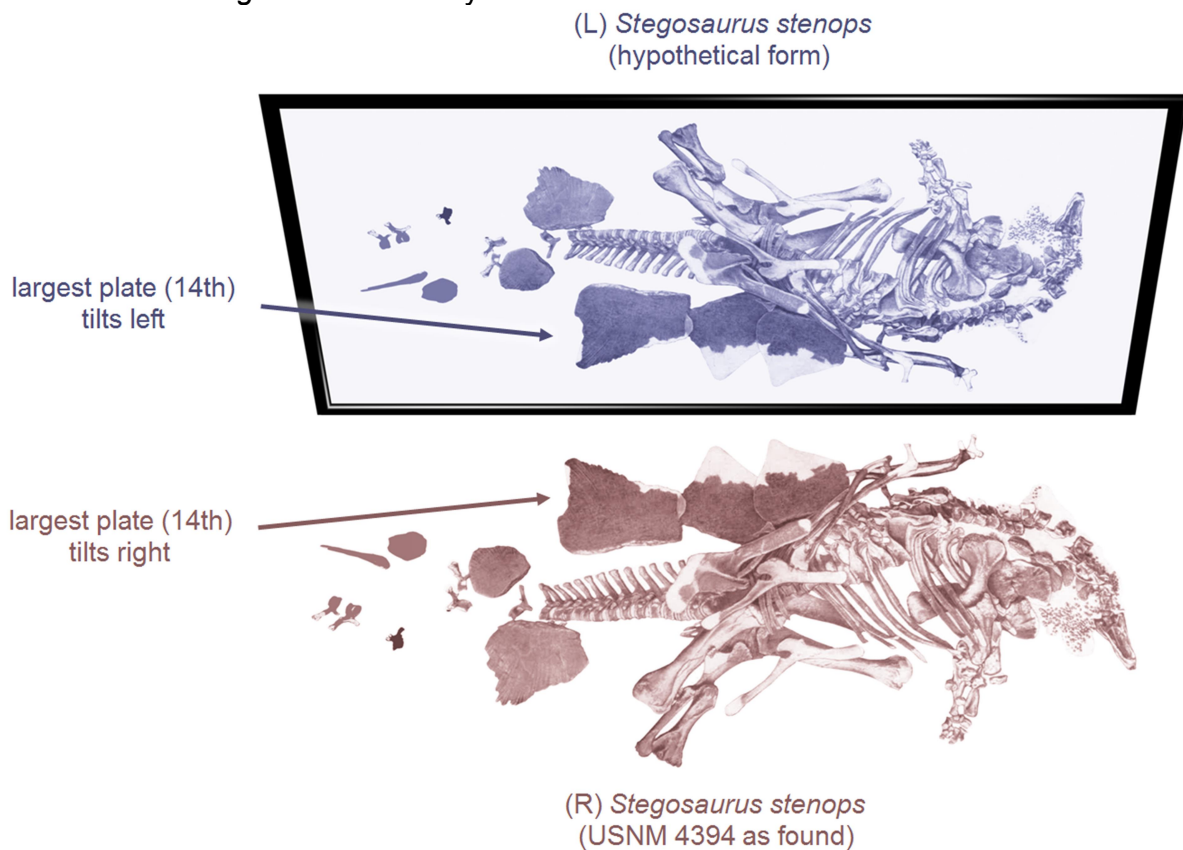 (L) Stegosaurus stenops
(hypothetical form)
largest plate (14th)
tilts left
largest plate (14th)
tilts right
(R) Stegosaurus stenops
(USNM 4394 as found)